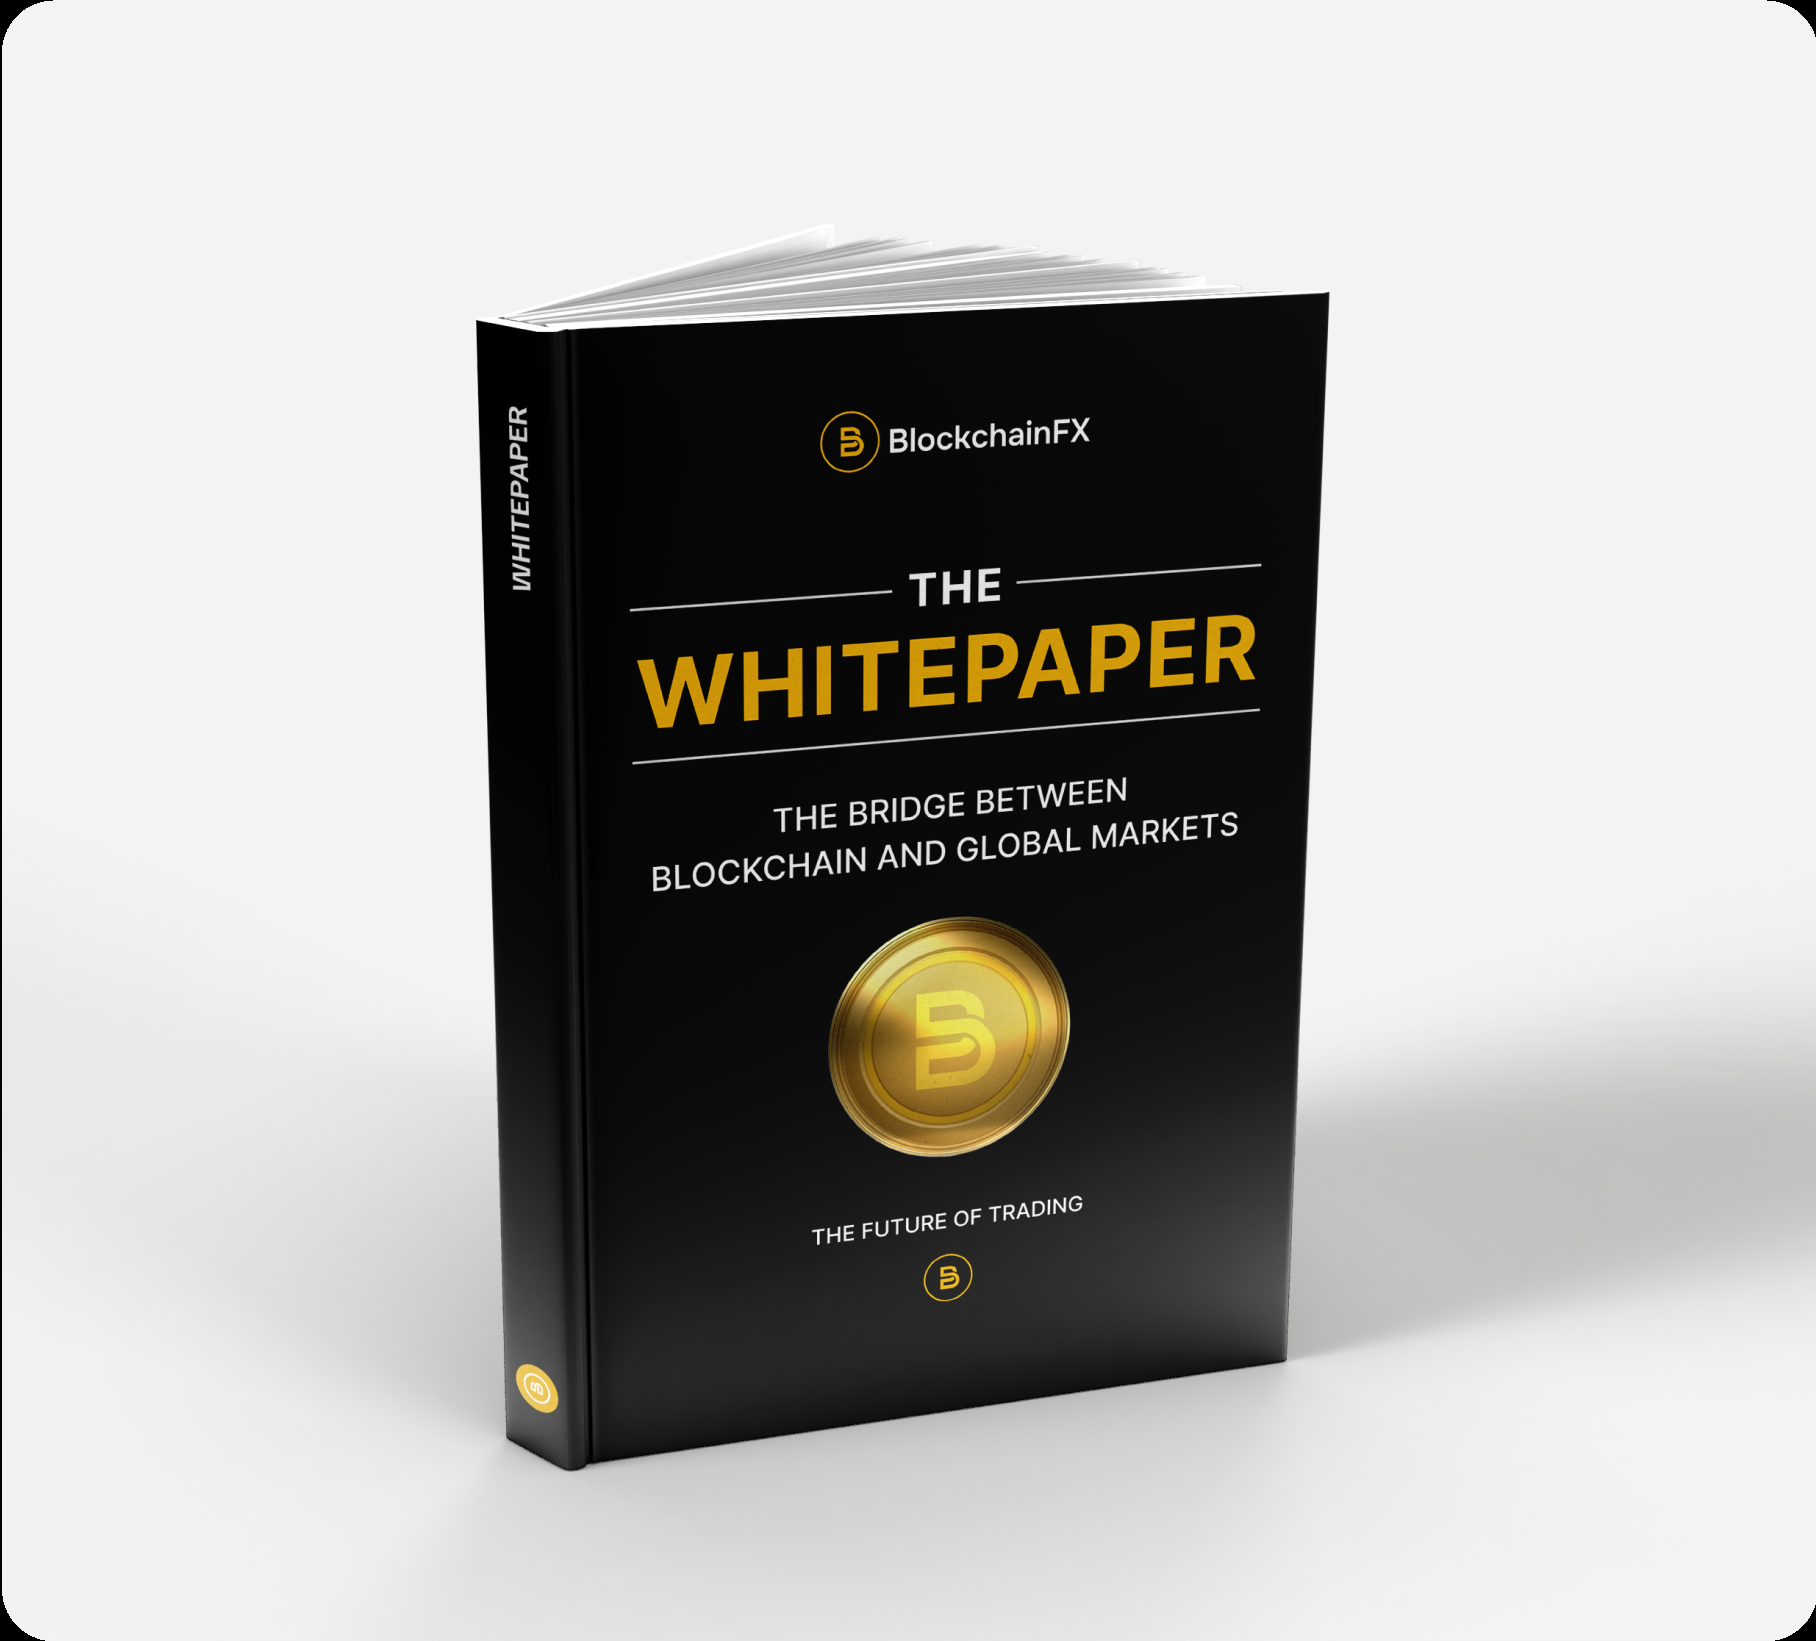 WHITEPAPER
BlockchainFX
THE
WHITEPAPER
THE BRIDGE BETWEEN
BLOCKCHAIN AND GLOBAL MARKETS
B
THE FUTURE OF TRADING